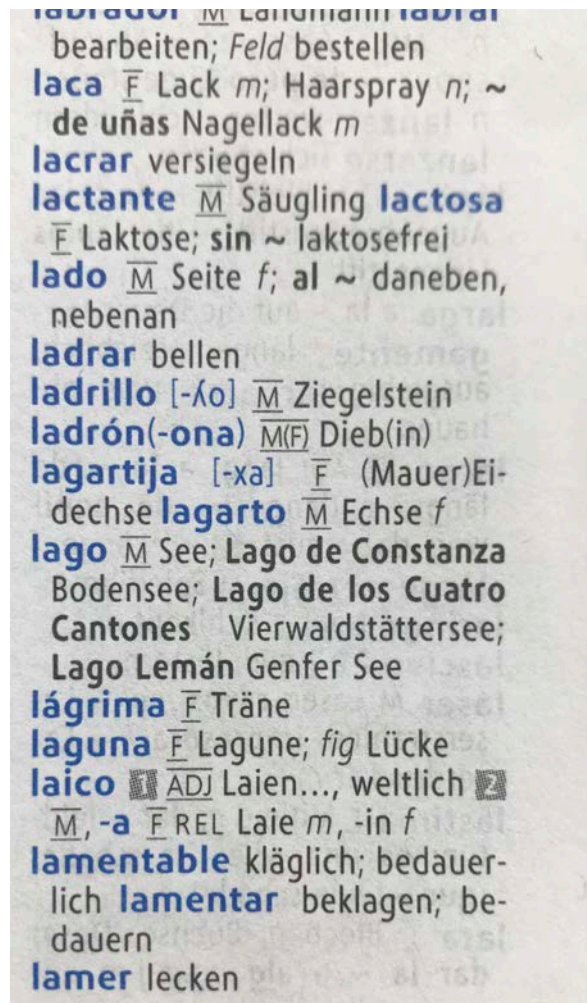 labrador M Landmann labrar
bearbeiten; Feld bestellen
laca F Lack m; Haarspray n; ~
de uñas Nagellack m
lacrar versiegeln
lactante M Säugling lactosa
F Laktose; sin ~ laktosefrei
lado M Seite f; al ~ daneben,
nebenan
ladrar bellen
ladrillo [-ʎo] M Ziegelstein
ladrón(-ona) M(F) Dieb(in)
lagartija [-xa] F (Mauer)Ei-
dechse lagarto M Echse f
lago M See; Lago de Constanza
Bodensee; Lago de los Cuatro
Cantones Vierwaldstättersee;
Lago Lemán Genfer See
lágrima F Träne
laguna F Lagune; fig Lücke
laico 1 ADJ Laien..., weltlich 2
M, -a F REL Laie m, -in f
lamentable kläglich; bedauer-
lich lamentar beklagen; be-
dauern
lamer lecken